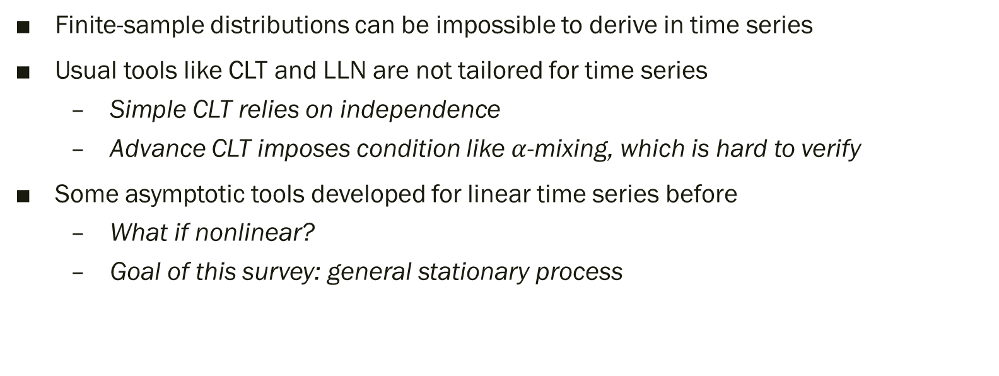 ■ Finite-sample distributions can be impossible to derive in time series
■ Usual tools like CLT and LLN are not tailored for time series
– Simple CLT relies on independence
– Advance CLT imposes condition like α-mixing, which is hard to verify
■ Some asymptotic tools developed for linear time series before
– What if nonlinear?
– Goal of this survey: general stationary process